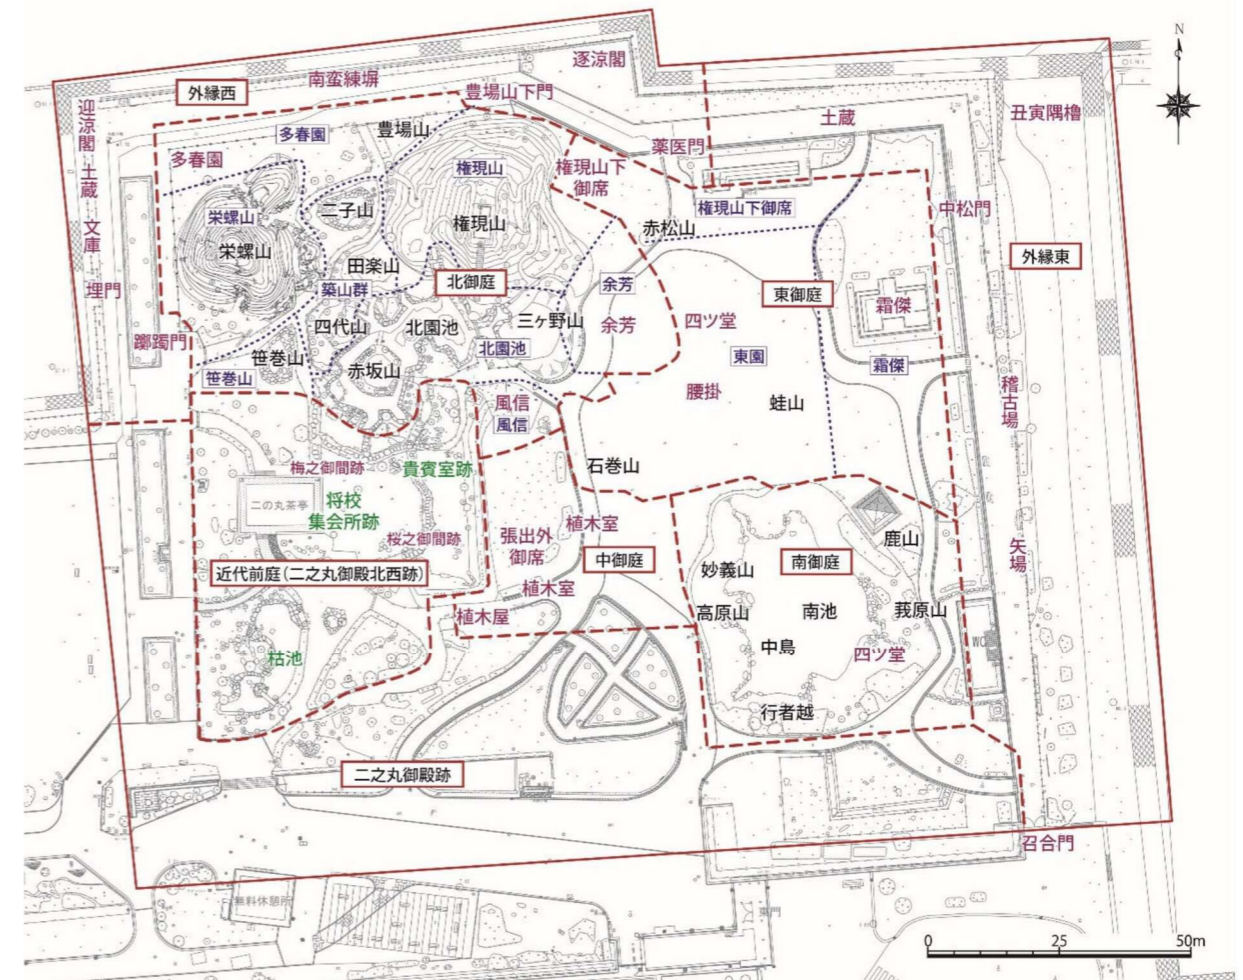 N
逐涼閣
南蛮練塀
外縁西
豊場山下門
迎涼閣
土蔵
文庫
埋門
土蔵
丑寅隅櫓
多春園
豊場山
多春園
薬医門
権現山
権現山下
御席
二子山
権現山下御席
中松門
栄螺山
権現山
赤松山
栄螺山
外縁東
田楽山
北御庭
余芳
東御庭
築山群
霜傑
四代山
北園池
三ヶ野山
余芳
四ツ堂
躑躅門
北園池
笹巻山
東園
霜傑
笹巻山
赤坂山
腰掛
風信
蛙山
稽古場
風信
梅之御間跡
貴賓室跡
石巻山
二の丸茶亭
将校
集会所跡
植木室
桜之御間跡
張出外
御席
鹿山
矢場
中御庭
南御庭
近代前庭(二之丸御殿北西跡)
妙義山
植木室
植木屋
高原山
南池
莪原山
中島
四ツ堂
WC
枯池
行者越
二之丸御殿跡
召合門
無料休憩所
東門
0
25
50m